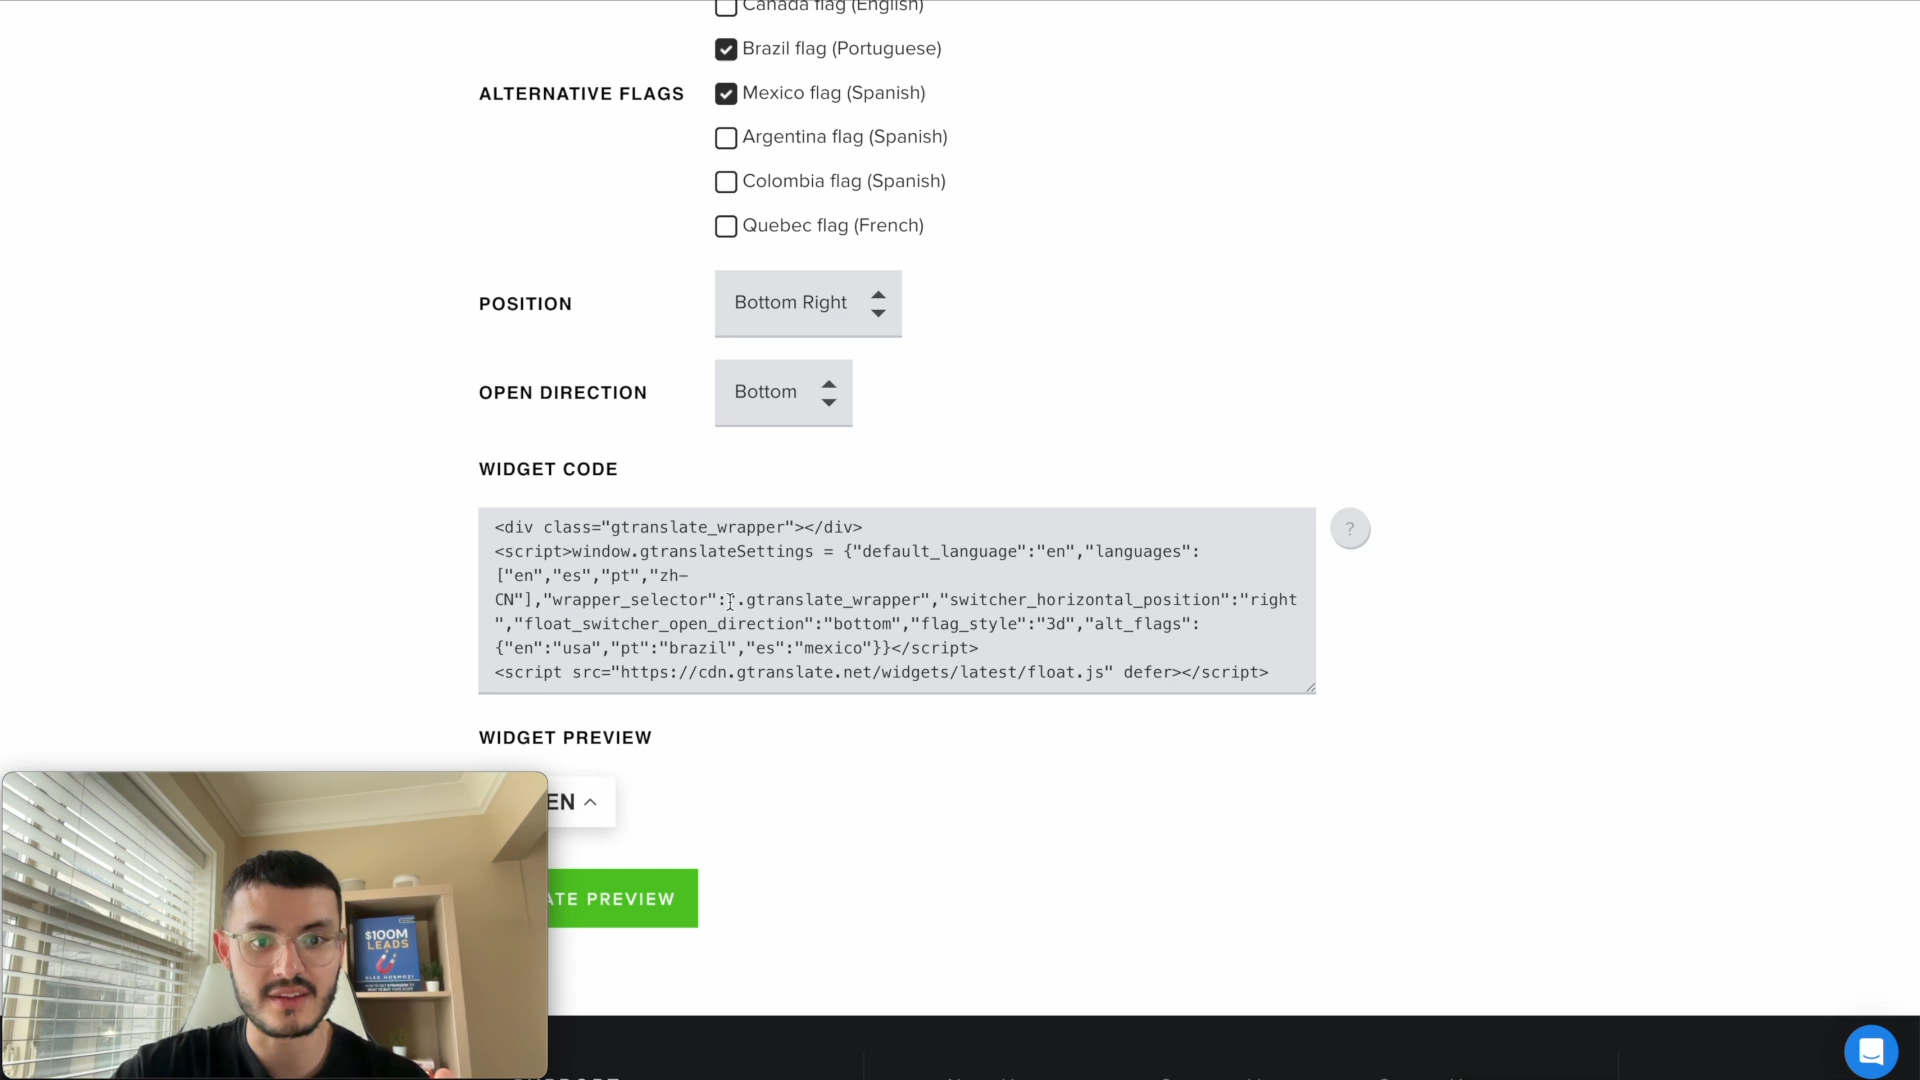 Canada flag (English)
Brazil flag (Portuguese)
ALTERNATIVE FLAGS
Mexico flag (Spanish)
Argentina flag (Spanish)
Colombia flag (Spanish)
Quebec flag (French)
POSITION
Bottom Right
OPEN DIRECTION
Bottom
WIDGET CODE
<div class="gtranslate_wrapper"></div>
<script>window.gtranslateSettings = {"default_language":"en","languages":
["en","es","pt","zh-
CN"],"wrapper_selector":".gtranslate_wrapper","switcher_horizontal_position":"right
","float_switcher_open_direction":"bottom","flag_style":"3d","alt_flags":
{"en":"usa","pt":"brazil","es":"mexico"}}</script>
<script src="https://cdn.gtranslate.net/widgets/latest/float.js" defer></script>
?
WIDGET PREVIEW
EN
ATE PREVIEW
$100M
LEADS
ALEX HORMOZI